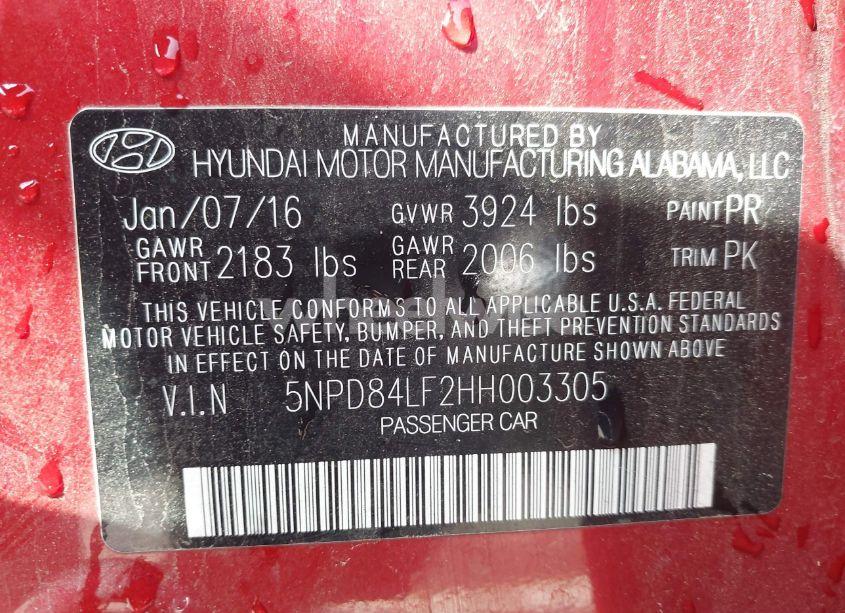 MANUFACTURED BY
HYUNDAI MOTOR MANUFACTURING ALABAMA, LLC
Jan/07/16 GVWR 3924 lbs PAINT PR
GAWR FRONT 2183 lbs GAWR REAR 2006 lbs TRIM PK
THIS VEHICLE CONFORMS TO ALL APPLICABLE U.S.A. FEDERAL
MOTOR VEHICLE SAFETY, BUMPER, AND THEFT PREVENTION STANDARDS
IN EFFECT ON THE DATE OF MANUFACTURE SHOWN ABOVE
V.I.N 5NPD84LF2HH003305
PASSENGER CAR